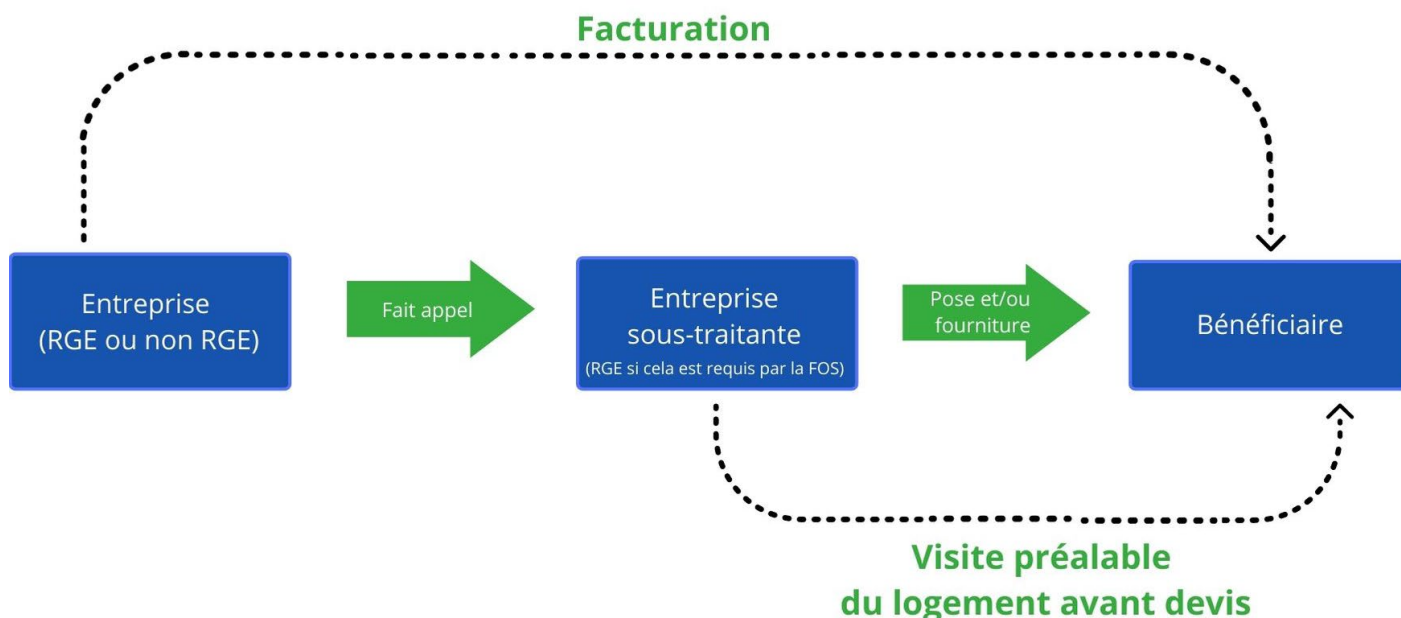 Facturation
Entreprise
(RGE ou non RGE)
Fait appel
Entreprise
sous-traitante
(RGE si cela est requis par la FOS)
Pose et/ou
fourniture
Bénéficiaire
Visite préalable
du logement avant devis